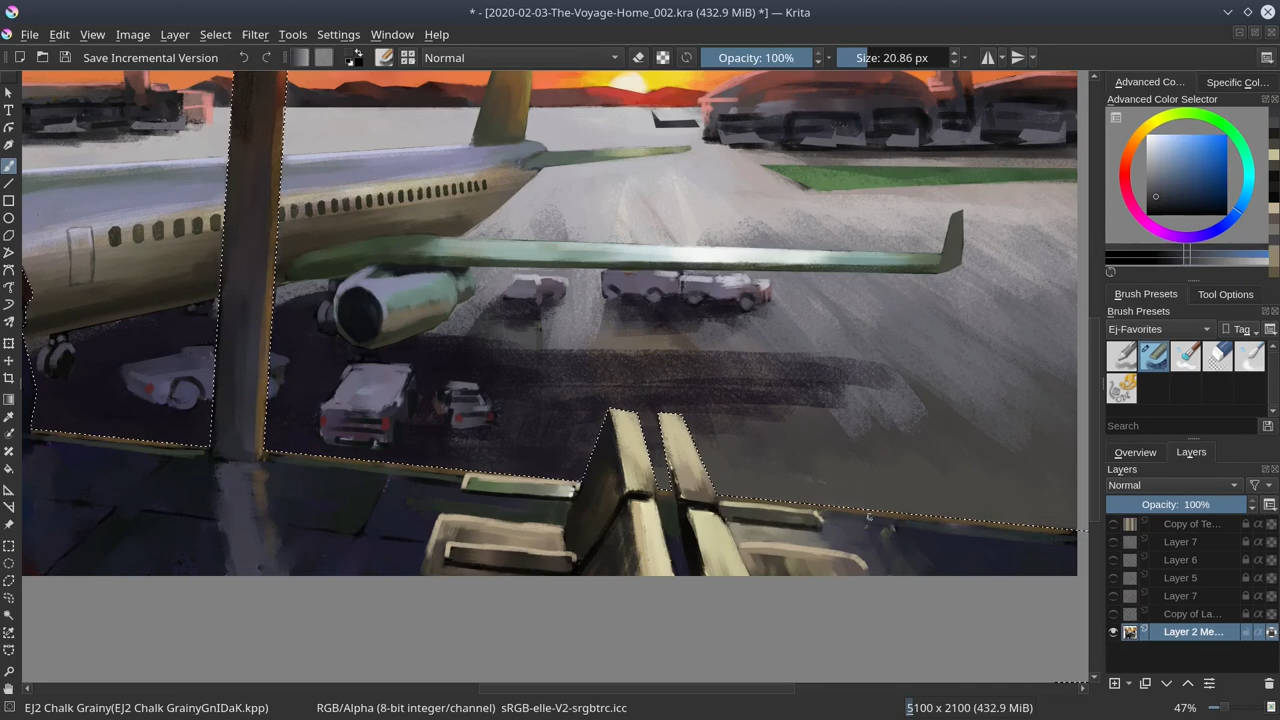 * - [2020-02-03-The-Voyage-Home_002.kra (432.9 MiB) *] — Krita
File Edit View Image Layer Select Filter Tools Settings Window Help
Save Incremental Version Normal Opacity: 100% Size: 20.86 px
Advanced Co... Specific Col...
Advanced Color Selector
Brush Presets Tool Options
Brush Presets
Ej-Favorites Tag
Search
Overview Layers
Layers
Normal
Opacity: 100%
Copy of Te...
Layer 7
Layer 6
Layer 5
Layer 7
Copy of La...
Layer 2 Me...
EJ2 Chalk Grainy(EJ2 Chalk GrainyGnIDaK.kpp) RGB/Alpha (8-bit integer/channel) sRGB-elle-V2-srgbtrc.icc 5100 x 2100 (432.9 MiB) 47%